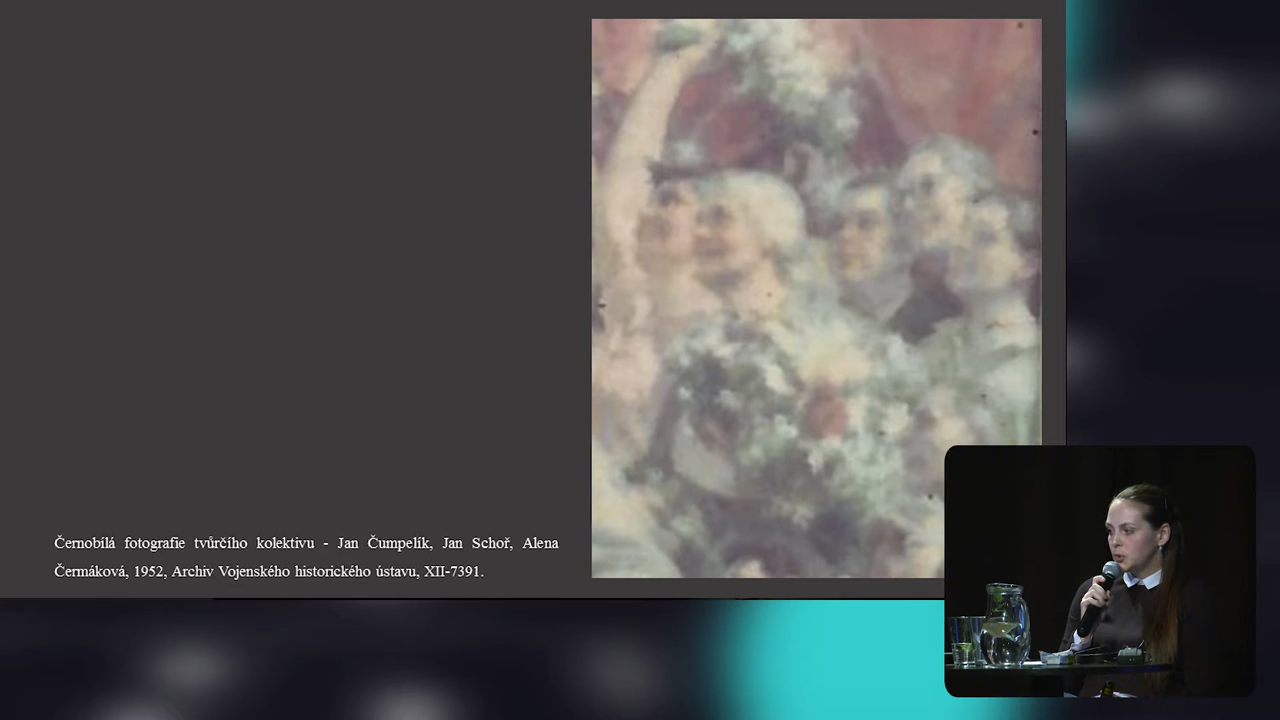 Černobílá fotografie tvůrčího kolektivu - Jan Čumpelík, Jan Schoř, Alena
Čermáková, 1952, Archiv Vojenského historického ústavu, XII-7391.